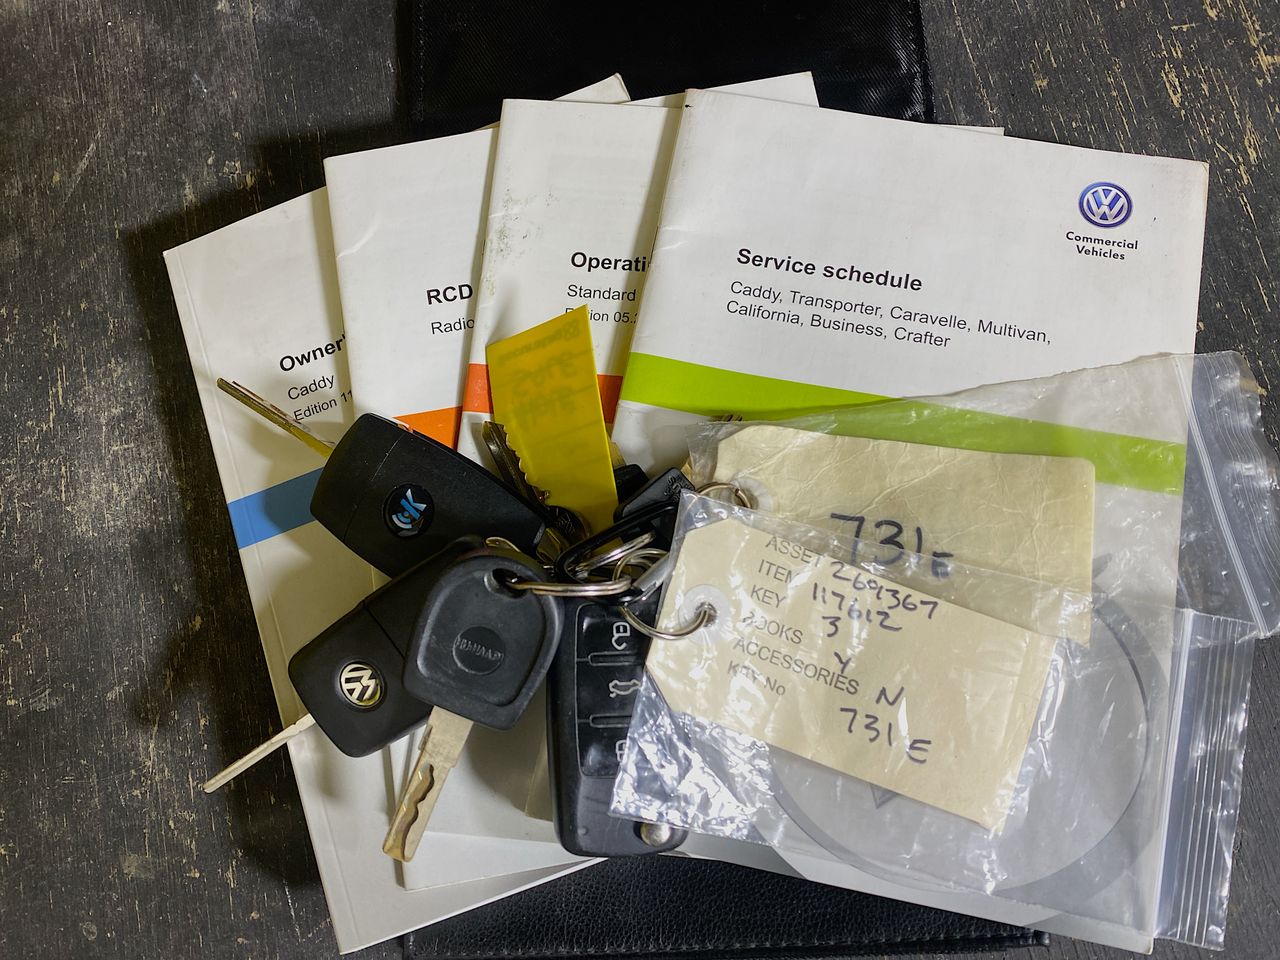 Service schedule
Caddy, Transporter, Caravelle, Multivan,
California, Business, Crafter
Commercial
Vehicles
Operati
Standard
Edition 05.
RCD
Radio
Owner'
Caddy
Edition 11
731E
ASSET 269367
ITEM 117612
KEY 3
BOOKS Y
ACCESSORIES N
KEY No 731E